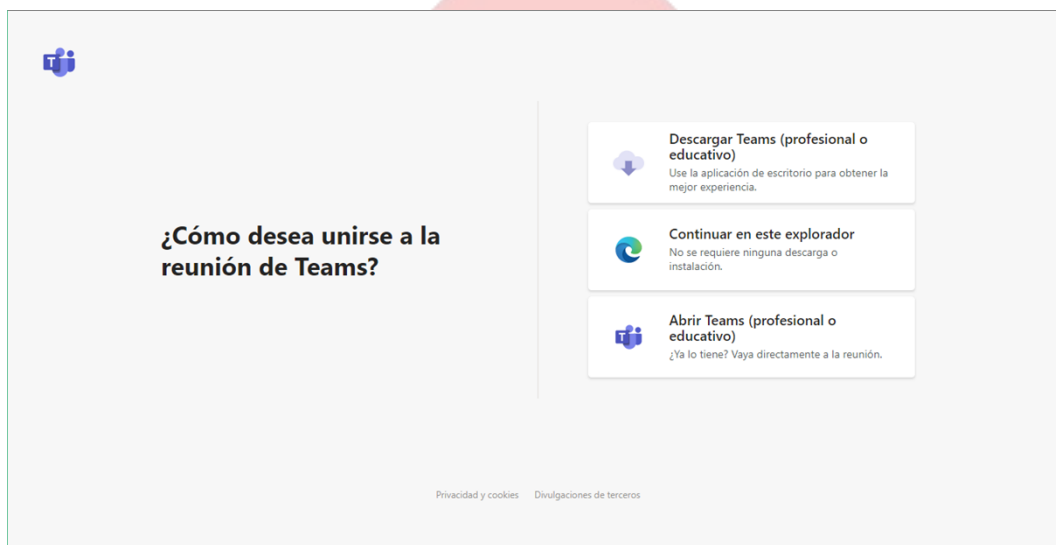 ¿Cómo desea unirse a la
reunión de Teams?
Descargar Teams (profesional o
educativo)
Use la aplicación de escritorio para obtener la
mejor experiencia.
Continuar en este explorador
No se requiere ninguna descarga o
instalación.
Abrir Teams (profesional o
educativo)
¿Ya lo tiene? Vaya directamente a la reunión.
Privacidad y cookies Divulgaciones de terceros